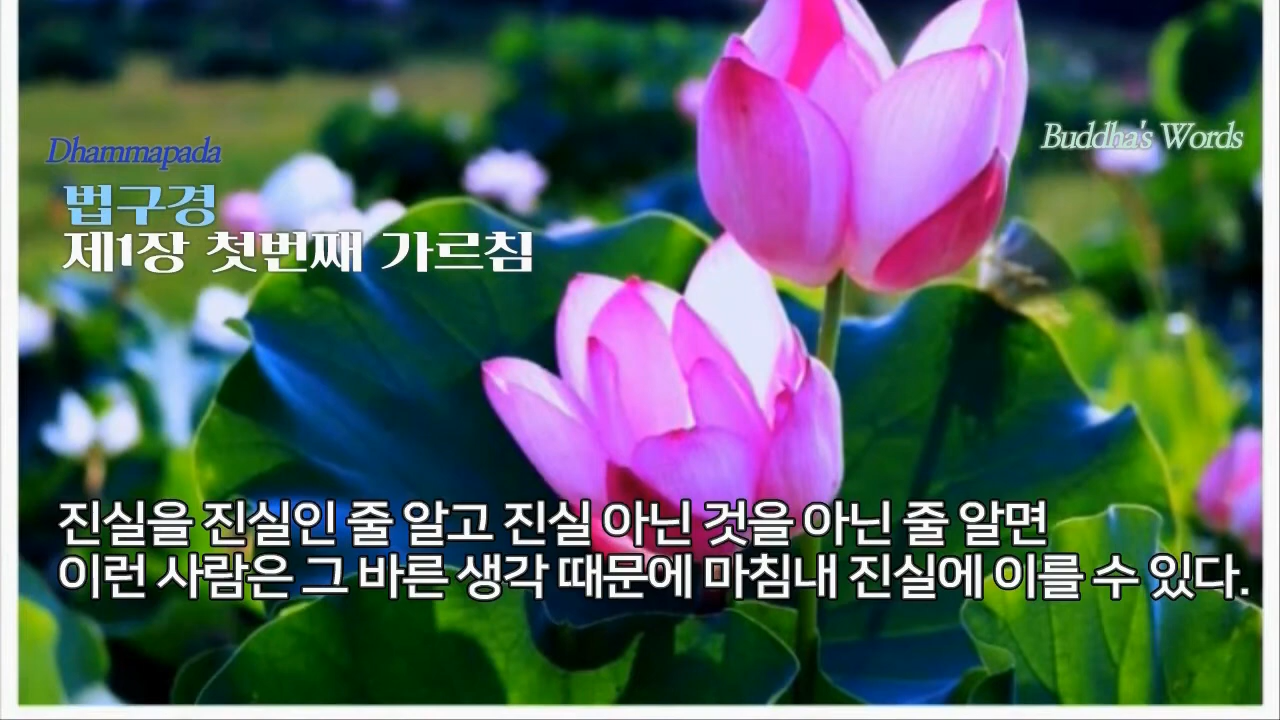 Dhammapada
Buddha's Words
법구경
제1장 첫번째 가르침
진실을 진실인 줄 알고 진실 아닌 것을 아닌 줄 알면
이런 사람은 그 바른 생각 때문에 마침내 진실에 이를 수 있다.